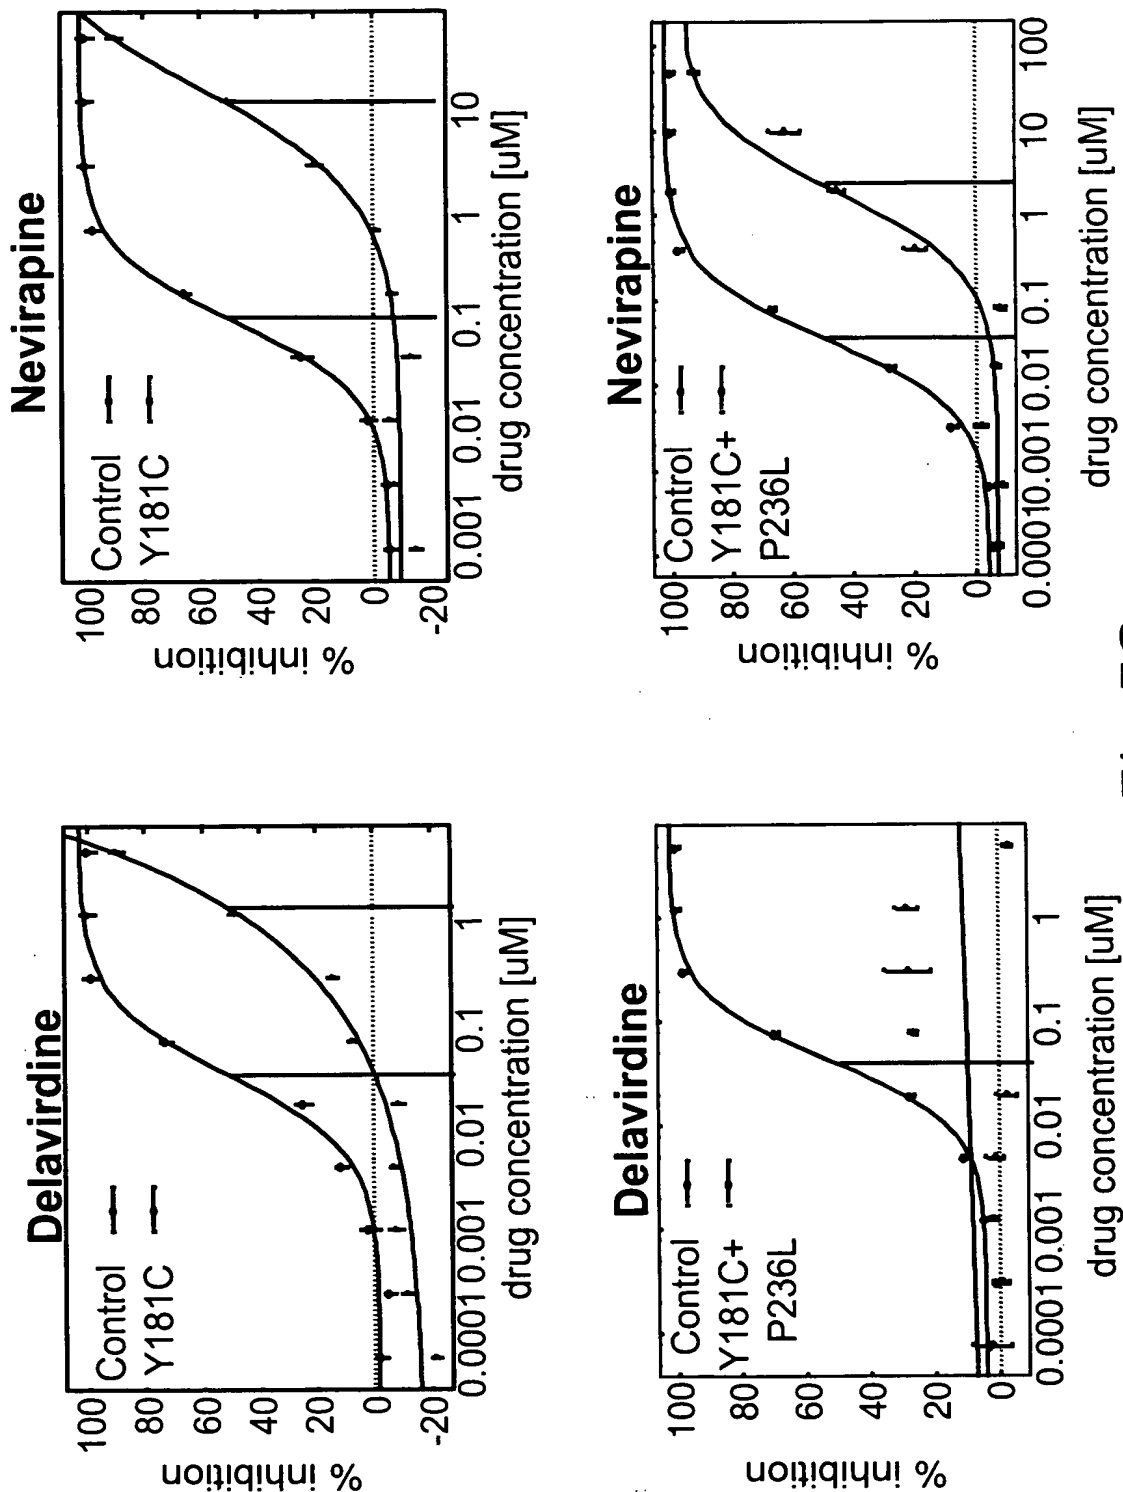 Delavirdine
Control
Y181C
% inhibition
100
80
60
40
20
0
-20
0.0001
0.001
0.01
0.1
1
drug concentration [uM]
Nevirapine
Control
Y181C
% inhibition
100
80
60
40
20
0
-20
0.001
0.01
0.1
1
10
drug concentration [uM]
Delavirdine
Control
Y181C+
P236L
% inhibition
100
80
60
40
20
0
0.0001
0.001
0.01
0.1
1
drug concentration [uM]
Nevirapine
Control
Y181C+
P236L
% inhibition
100
80
60
40
20
0
0.0001
0.001
0.01
0.1
1
10
100
drug concentration [uM]